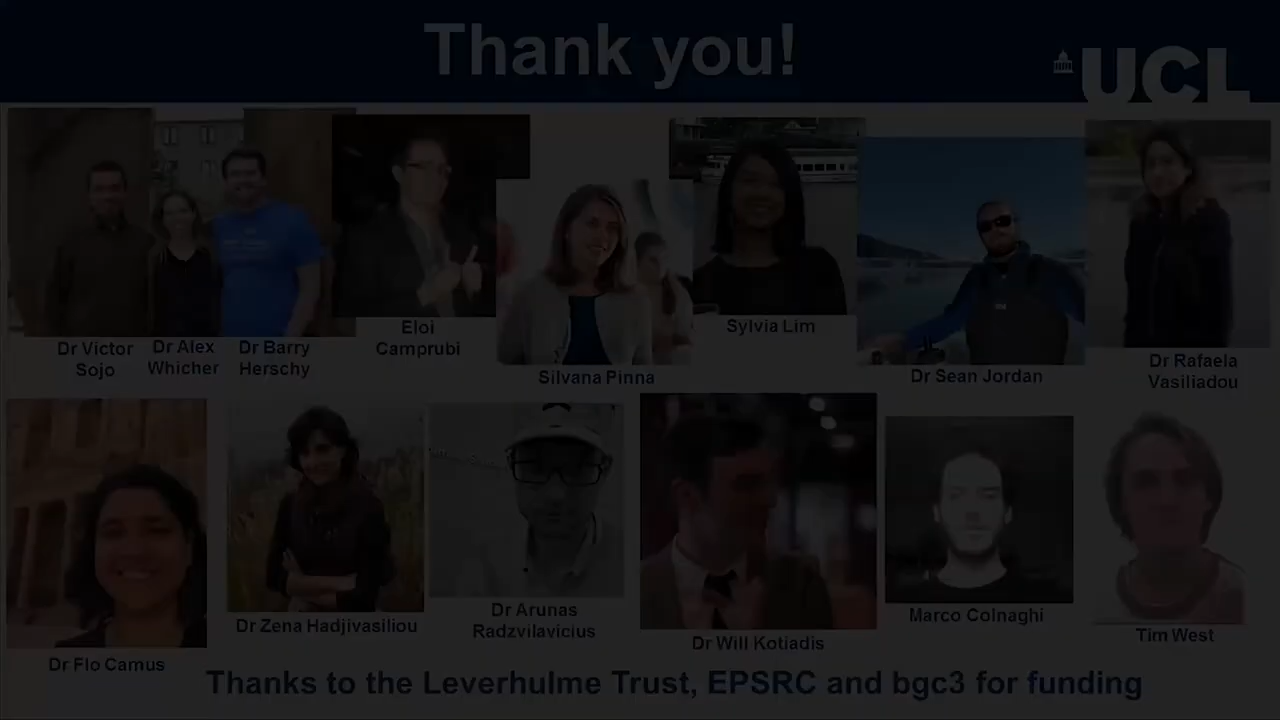 Thank you!
UCL
Dr Victor
Sojo
Dr Alex
Whicher
Dr Barry
Herschy
Eloi
Camprubi
Silvana Pinna
Sylvia Lim
Dr Sean Jordan
Dr Rafaela
Vasiliadou
Dr Flo Camus
Dr Zena Hadjivasiliou
Dr Arunas
Radzvilavicius
Dr Will Kotiadis
Marco Colnaghi
Tim West
Thanks to the Leverhulme Trust, EPSRC and bgc3 for funding